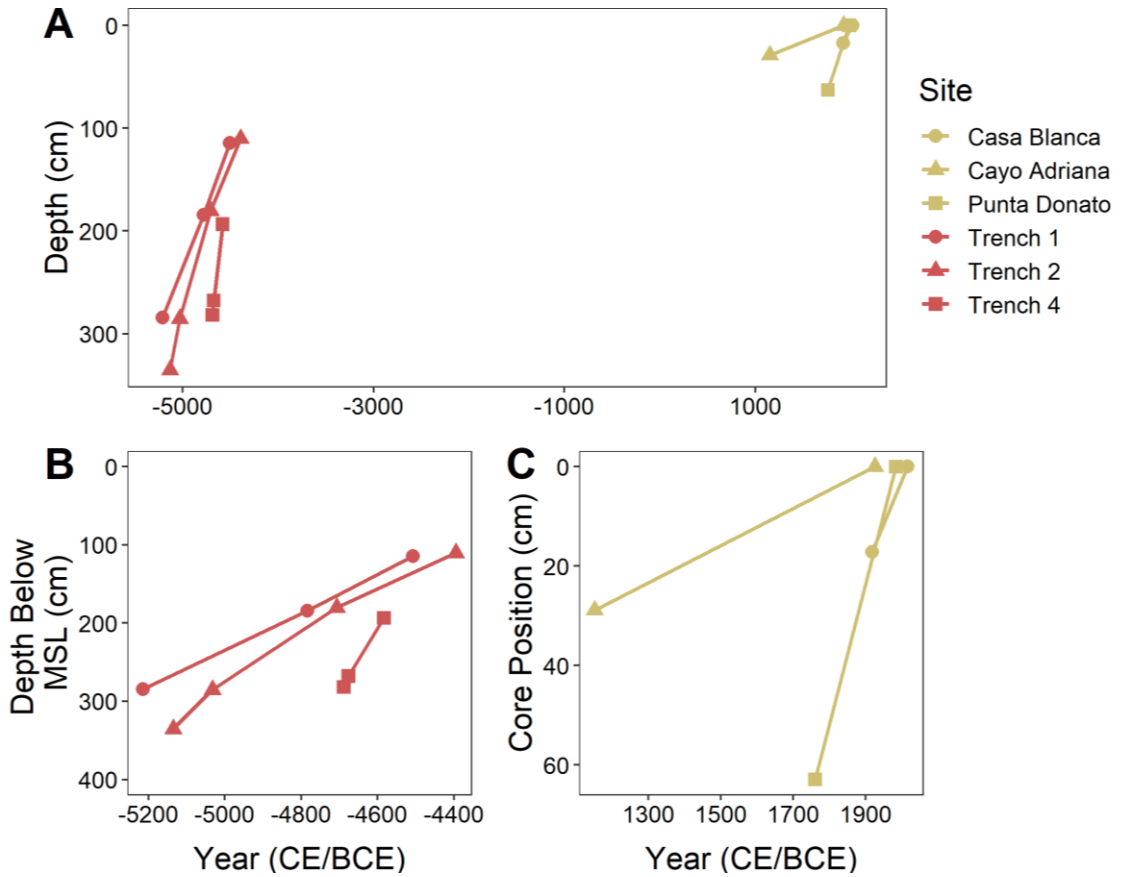 A
0
100
200
300
Depth (cm)
-5000 -3000 -1000 1000
Site
Casa Blanca
Cayo Adriana
Punta Donato
Trench 1
Trench 2
Trench 4
B
0
100
200
300
400
Depth Below
MSL (cm)
-5200 -5000 -4800 -4600 -4400
Year (CE/BCE)
C
0
20
40
60
Core Position (cm)
1300 1500 1700 1900
Year (CE/BCE)